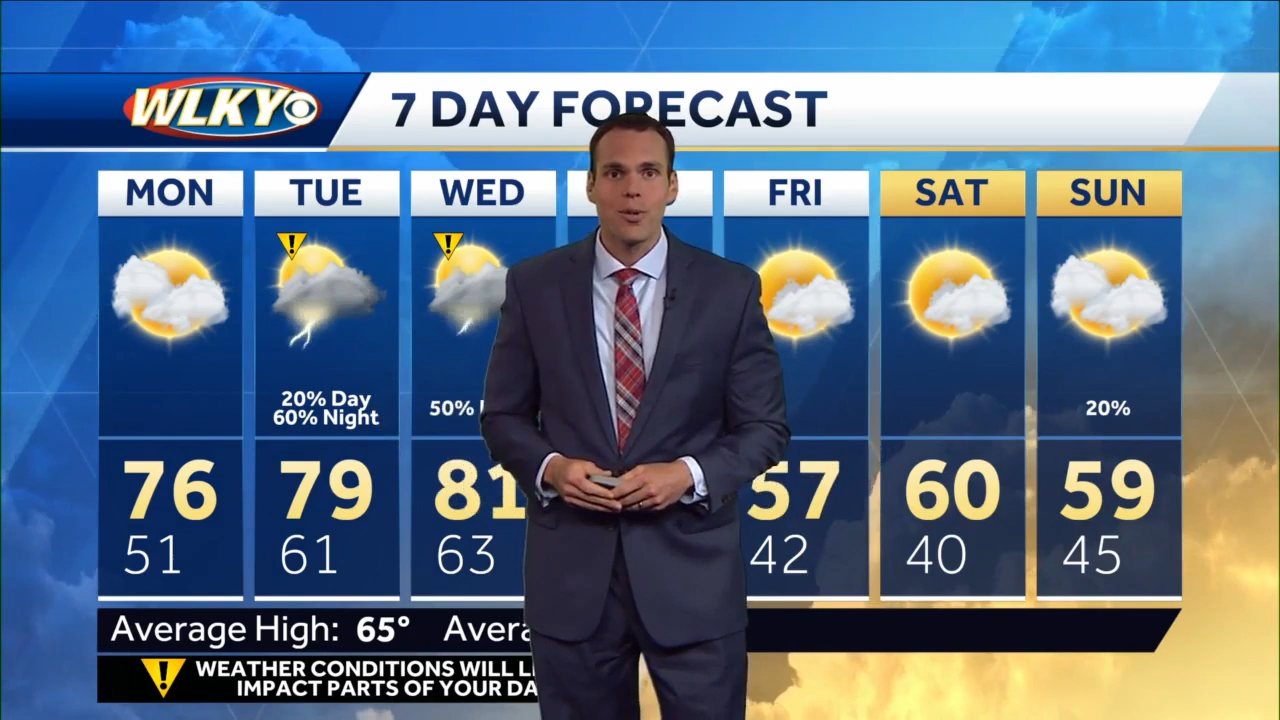 WLKY
7 DAY FORECAST
MON TUE WED FRI SAT SUN
20% Day
60% Night
50%
20%
76 79 81 57 60 59
51 61 63 42 40 45
Average High: 65°
WEATHER CONDITIONS WILL
IMPACT PARTS OF YOUR